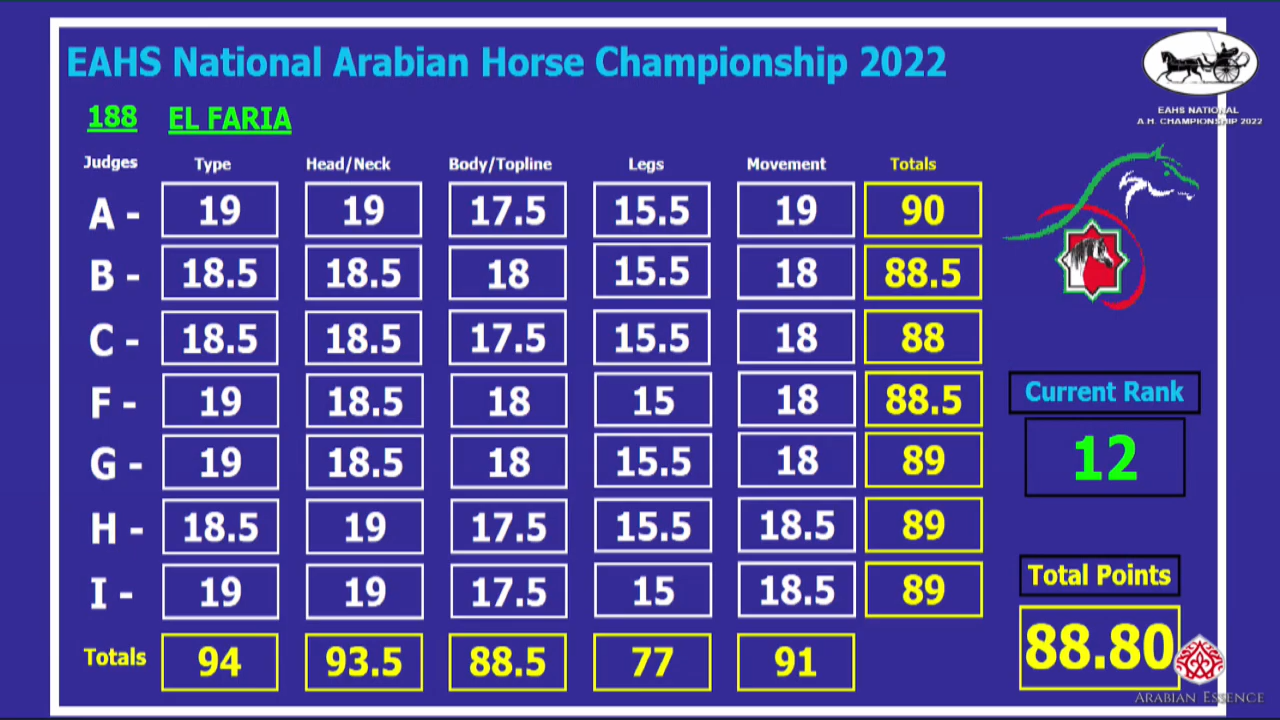 EAHS National Arabian Horse Championship 2022
EAHS NATIONAL
A.H. CHAMPIONSHIP 2022
188 EL FARIA
Judges Type Head/Neck Body/Topline Legs Movement Totals
A - 19 19 17.5 15.5 19 90
B - 18.5 18.5 18 15.5 18 88.5
C - 18.5 18.5 17.5 15.5 18 88
F - 19 18.5 18 15 18 88.5
G - 19 18.5 18 15.5 18 89
H - 18.5 19 17.5 15.5 18.5 89
I - 19 19 17.5 15 18.5 89
Totals 94 93.5 88.5 77 91
Current Rank
12
Total Points
88.80
ARABIAN ESSENCE